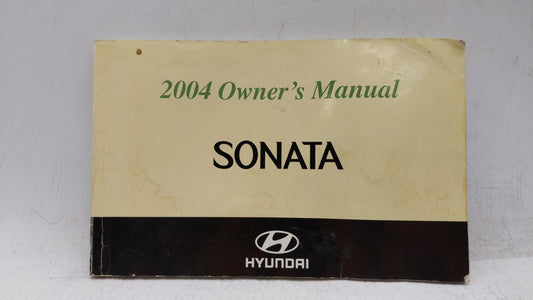 2004 Owner's Manual
SONATA
HYUNDAI